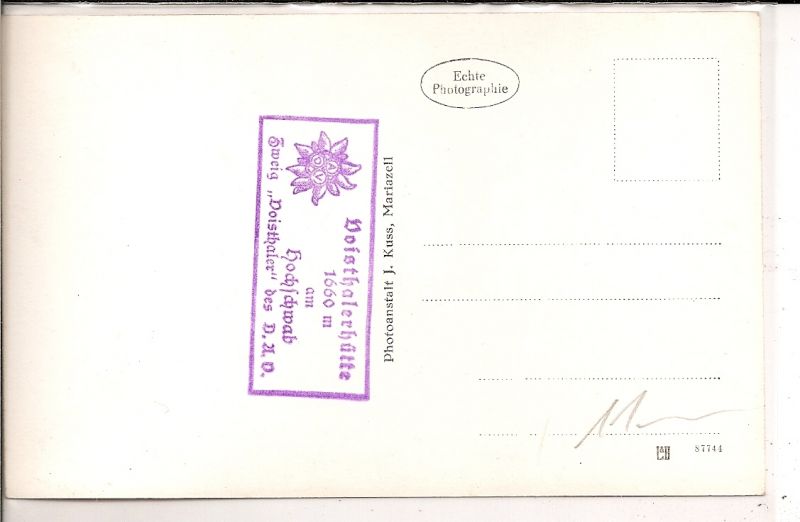 Echte
Photographie
Photoanstalt J. Kuss, Mariazell
Voisthalerhütte
1660 m
am
Hochschwab
Zweig „Voisthaler" des D.A.V.
87744